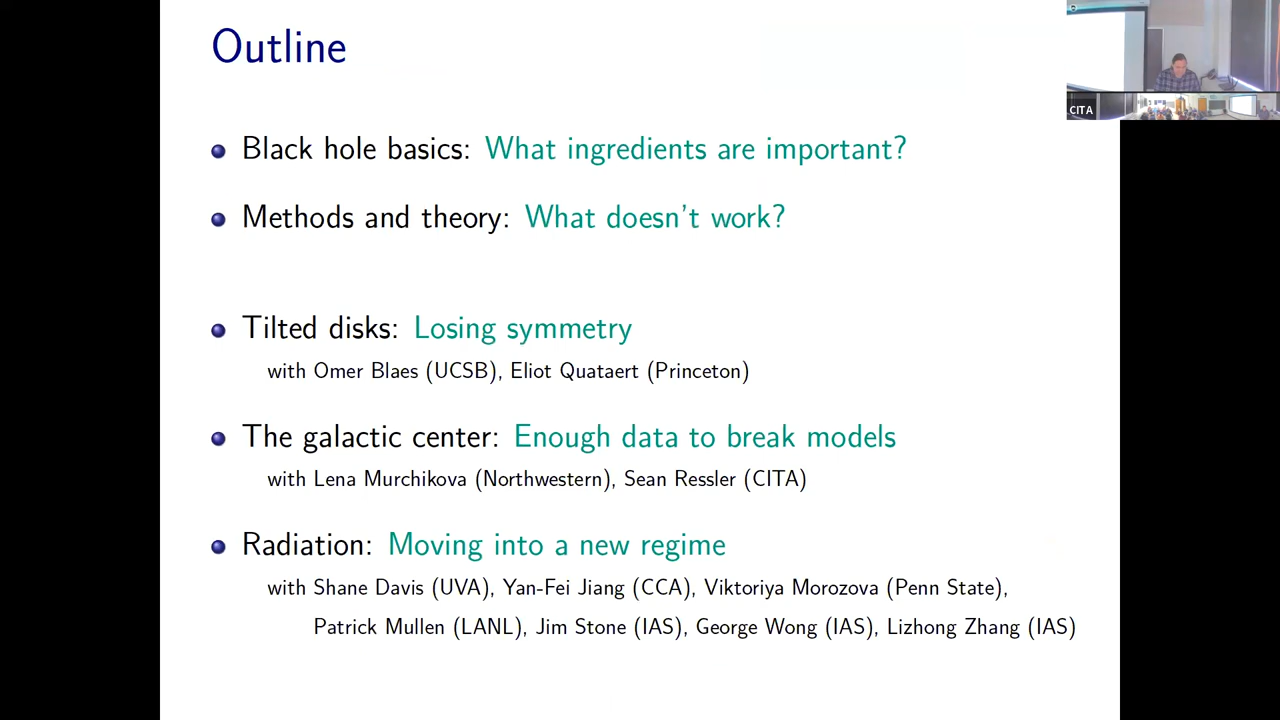 Outline
CITA
Black hole basics: What ingredients are important?
Methods and theory: What doesn't work?
Tilted disks: Losing symmetry
with Omer Blaes (UCSB), Eliot Quataert (Princeton)
The galactic center: Enough data to break models
with Lena Murchikova (Northwestern), Sean Ressler (CITA)
Radiation: Moving into a new regime
with Shane Davis (UVA), Yan-Fei Jiang (CCA), Viktoriya Morozova (Penn State),
Patrick Mullen (LANL), Jim Stone (IAS), George Wong (IAS), Lizhong Zhang (IAS)